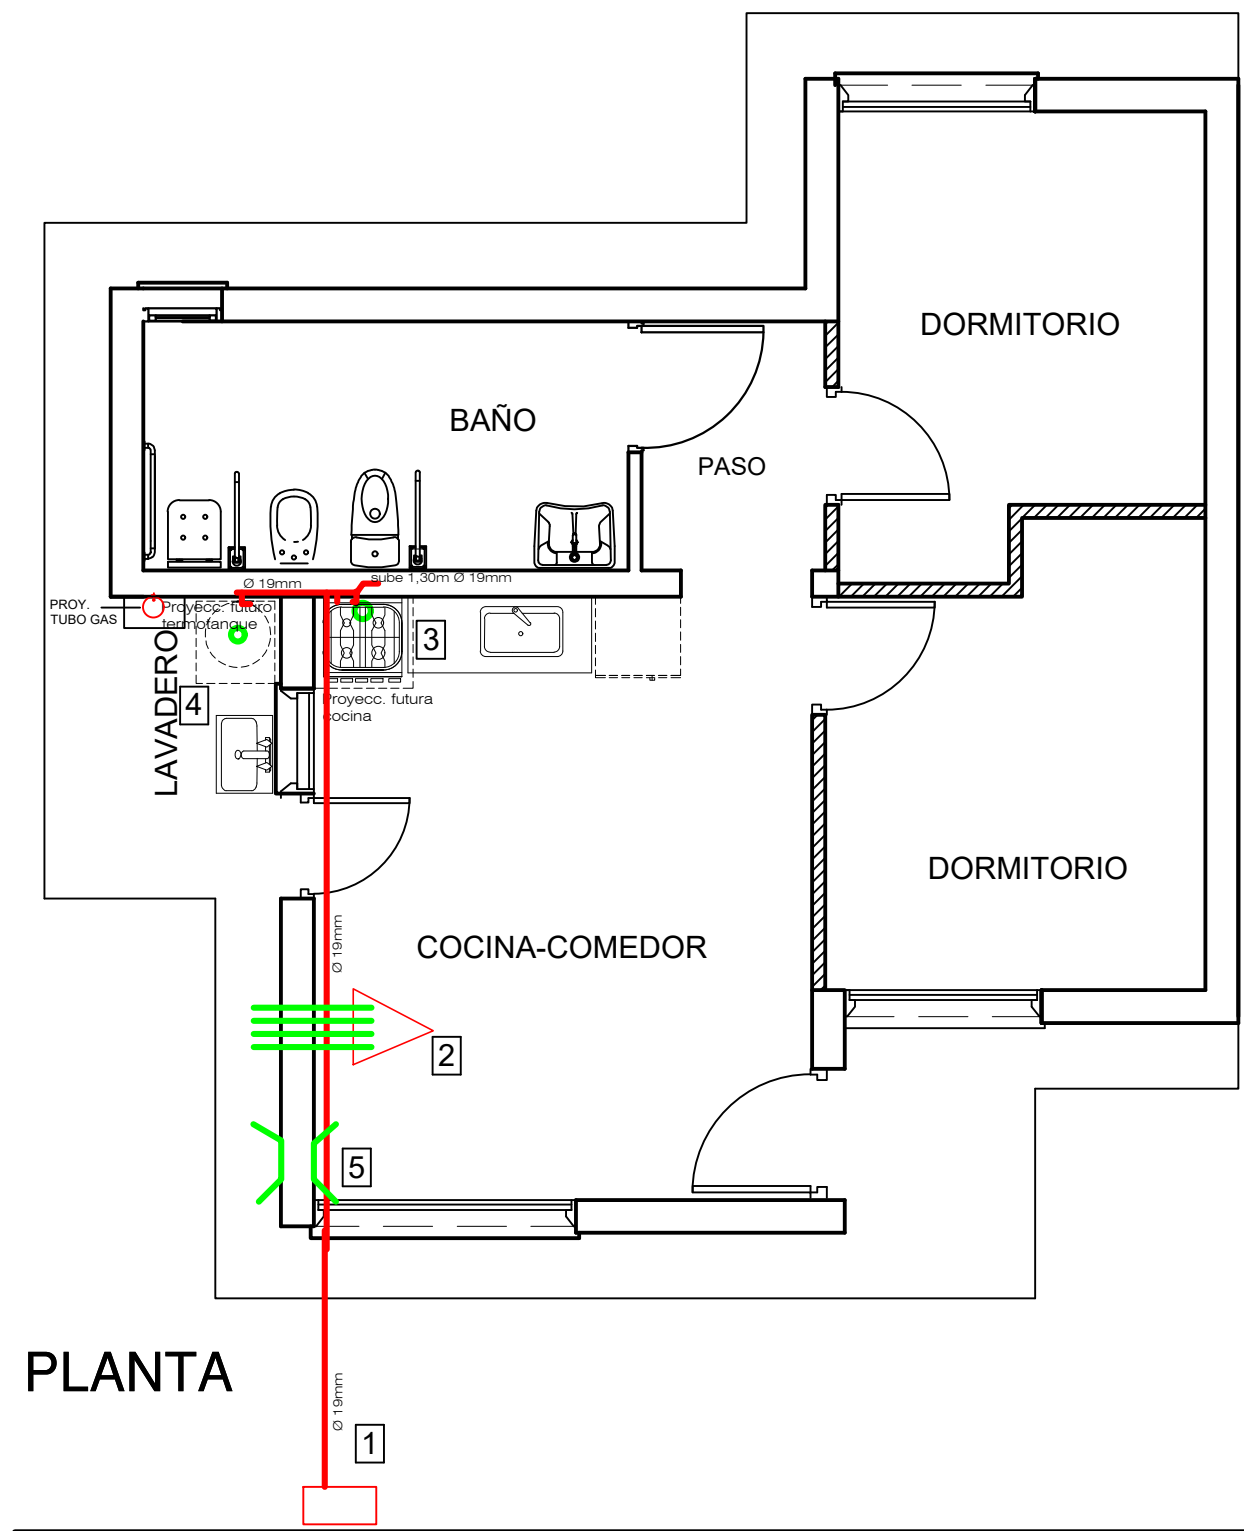 DORMITORIO
BAÑO
PASO
Ø 19mm
sube 1,30m Ø 19mm
PROY.
TUBO GAS
Proyecc. futuro
termotanque
3
4
LAVADERO
Proyecc. futura
cocina
DORMITORIO
COCINA-COMEDOR
Ø 19mm
2
5
PLANTA
Ø 19mm
1